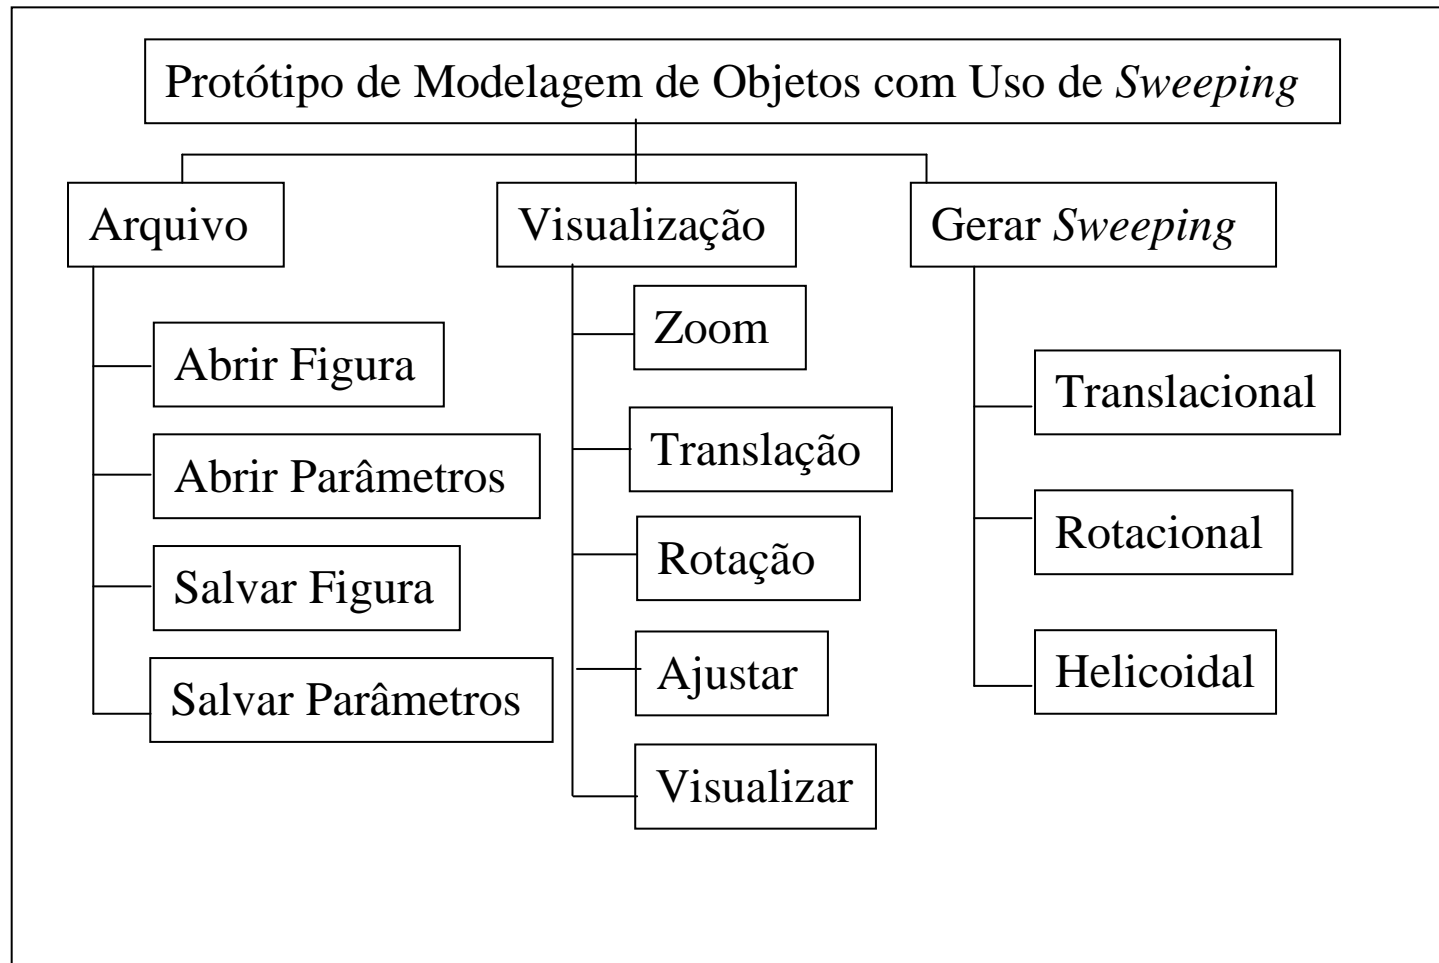 Protótipo de Modelagem de Objetos com Uso de Sweeping
Arquivo
Abrir Figura
Abrir Parâmetros
Salvar Figura
Salvar Parâmetros
Visualização
Zoom
Translação
Rotação
Ajustar
Visualizar
Gerar Sweeping
Translacional
Rotacional
Helicoidal